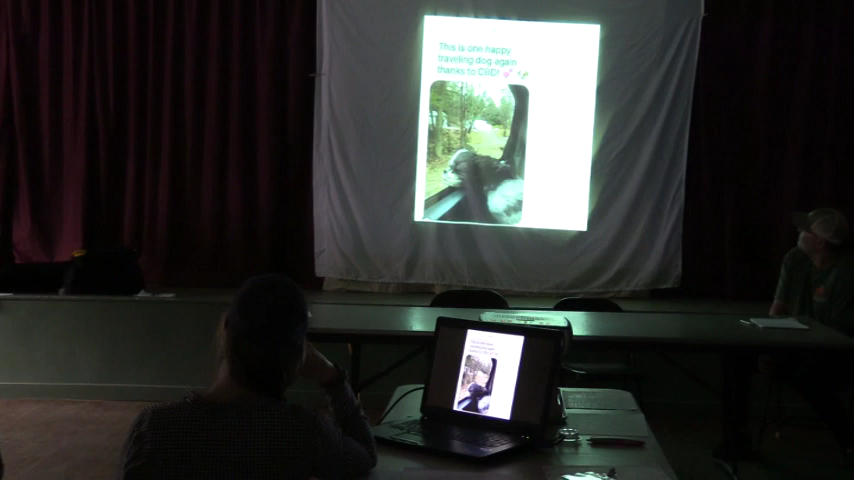 This is one happy
traveling dog again
thanks to CBD! 💕 🐶